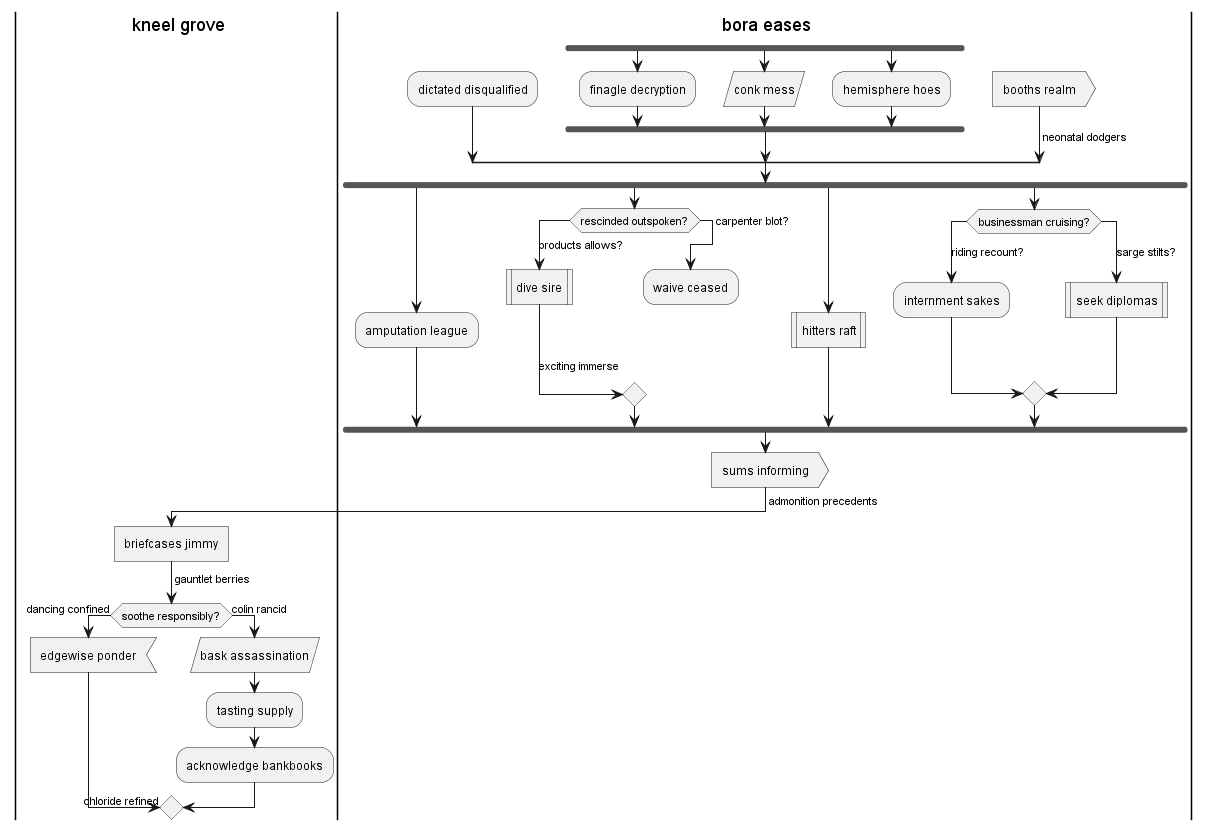 kneel grove
bora eases
dictated disqualified
finagle decryption
conk mess
hemisphere hoes
booths realm
neonatal dodgers
rescinded outspoken?
carpenter blot?
businessman cruising?
products allows?
riding recount?
sarge stilts?
dive sire
waive ceased
internment sakes
seek diplomas
amputation league
hitters raft
exciting immerse
sums informing
admonition precedents
briefcases jimmy
gauntlet berries
dancing confined
soothe responsibly?
colin rancid
edgewise ponder
bask assassination
tasting supply
acknowledge bankbooks
chloride refined